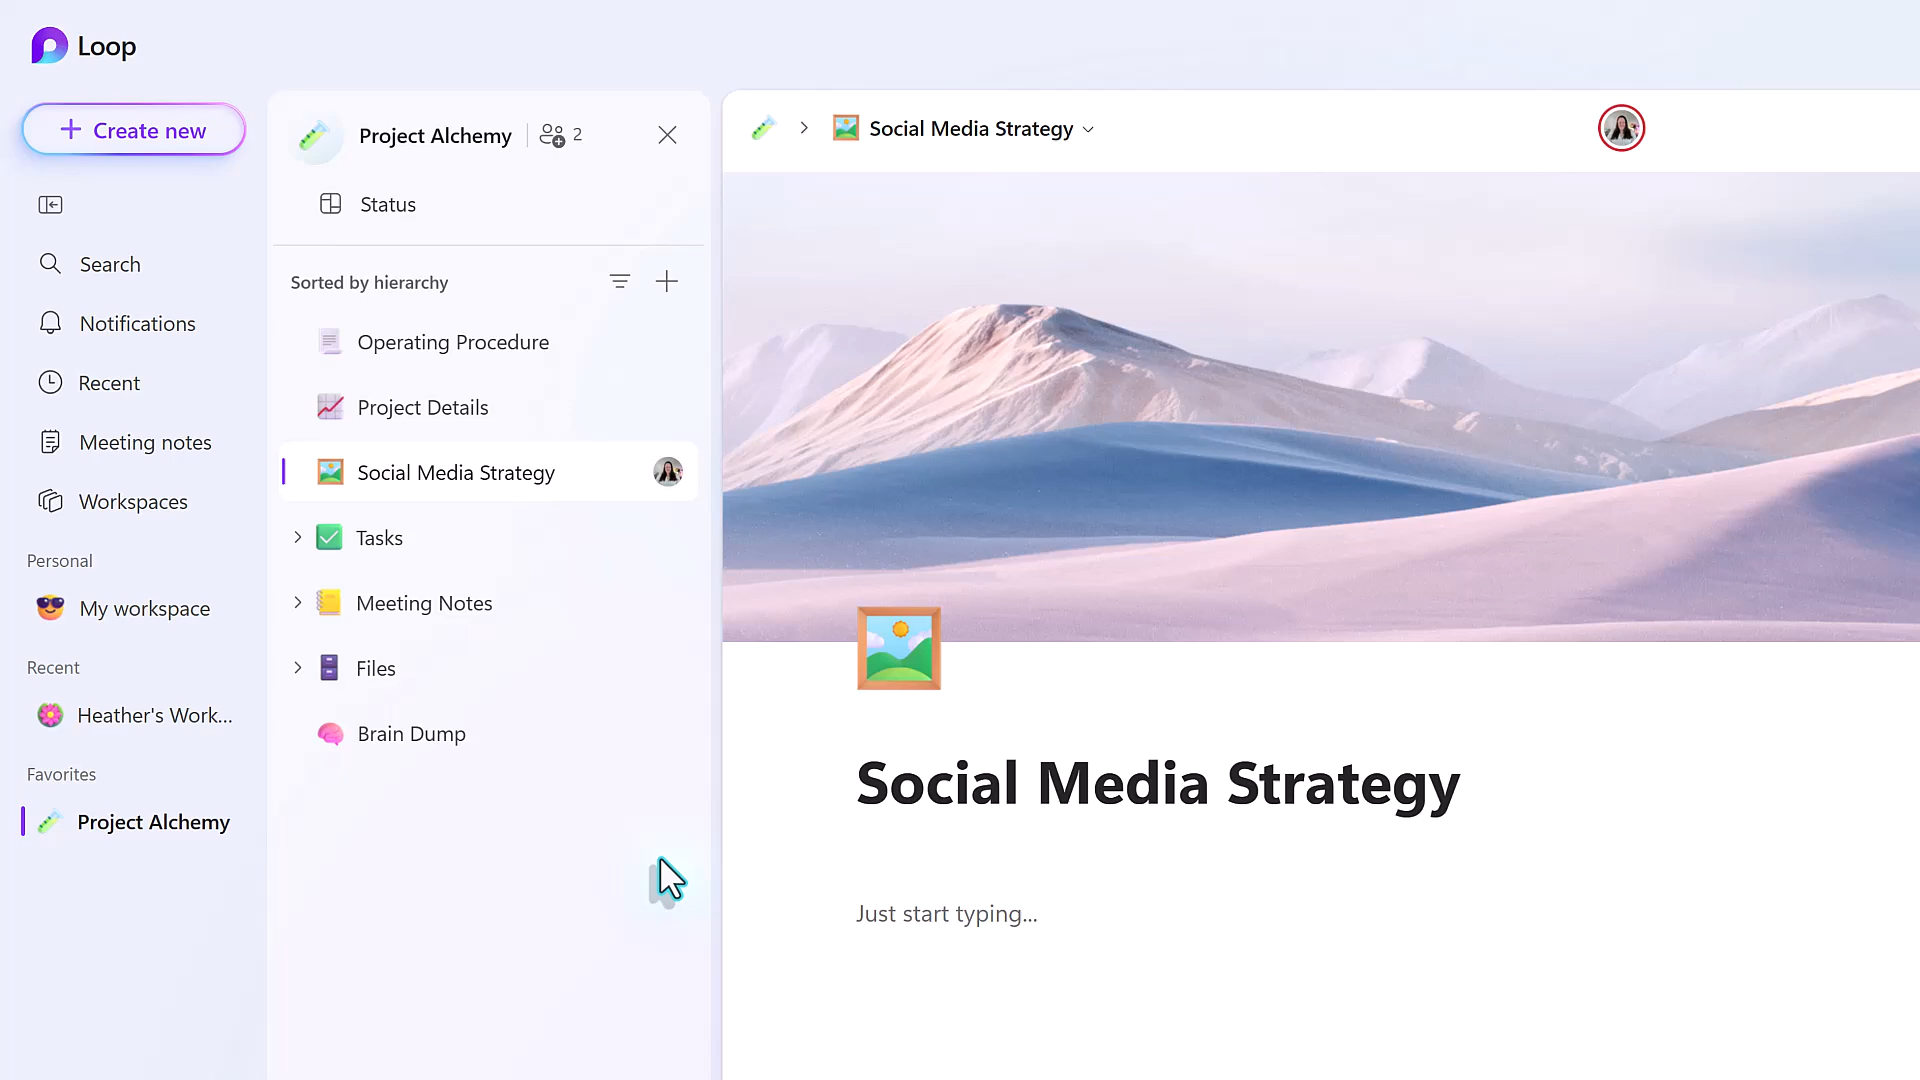 Loop
Create new
Search
Notifications
Recent
Meeting notes
Workspaces
Personal
My workspace
Recent
Heather's Work...
Favorites
Project Alchemy
Project Alchemy 2
Status
Sorted by hierarchy
Operating Procedure
Project Details
Social Media Strategy
Tasks
Meeting Notes
Files
Brain Dump
Social Media Strategy
Social Media Strategy
Just start typing...